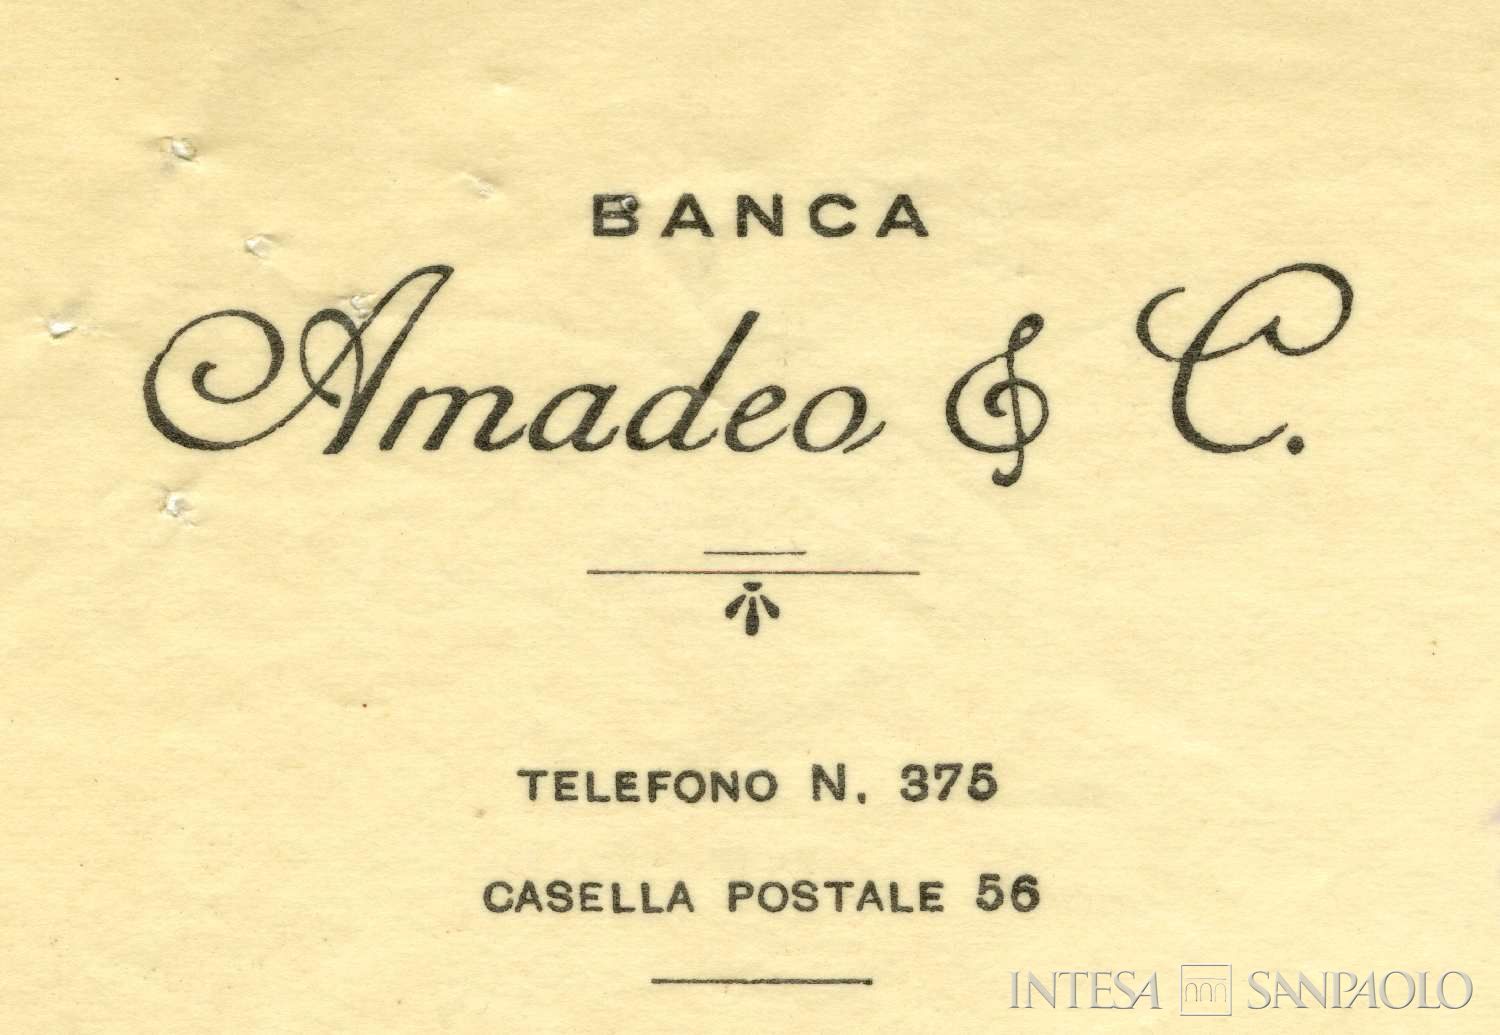 BANCA
Amadeo & C.
TELEFONO N. 375
CASELLA POSTALE 56
INTESA SANPAOLO